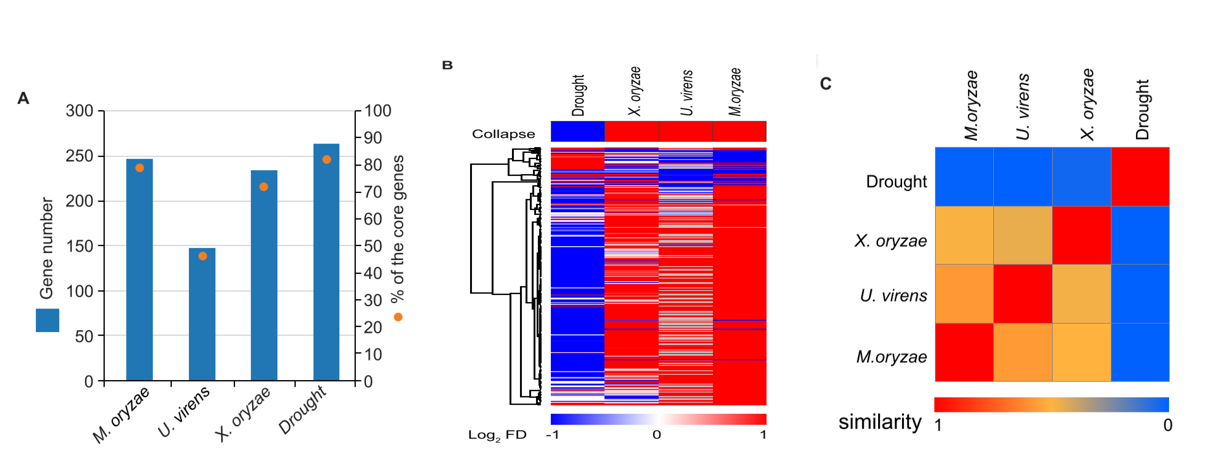 A
300
250
200
150
100
50
0
Gene number
100
90
80
70
60
50
40
30
20
10
0
% of the core genes
M. oryzae
U. virens
X. oryzae
Drought
B
Drought
X. oryzae
U. virens
M.oryzae
Collapse
Log2 FD
-1
0
1
C
M.oryzae
U. virens
X. oryzae
Drought
Drought
X. oryzae
U. virens
M.oryzae
similarity
1
0